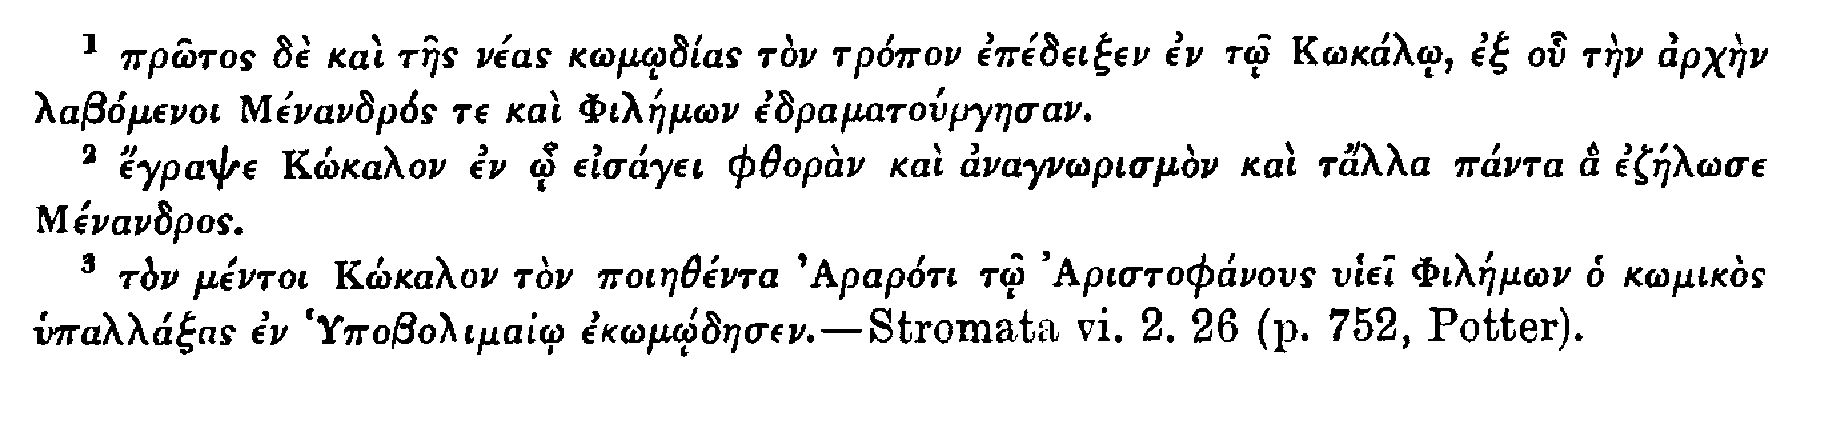 ¹ πρῶτος δὲ καὶ τῆς νέας κωμῳδίας τὸν τρόπον ἐπέδειξεν ἐν τῷ Κωκάλῳ, ἐξ οὗ τὴν ἀρχὴν
λαβόμενοι Μένανδρός τε καὶ Φιλήμων ἐδραματούργησαν.
² ἔγραψε Κώκαλον ἐν ᾧ εἰσάγει φθορὰν καὶ ἀναγνωρισμὸν καὶ τἄλλα πάντα ἃ ἐζήλωσε
Μένανδρος.
³ τὸν μέντοι Κώκαλον τὸν ποιηθέντα Ἀραρότι τῷ Ἀριστοφάνους υἱεῖ Φιλήμων ὁ κωμικὸς
ὑπαλλάξας ἐν Ὑποβολιμαίῳ ἐκωμῴδησεν.—Stromata vi. 2. 26 (p. 752, Potter).